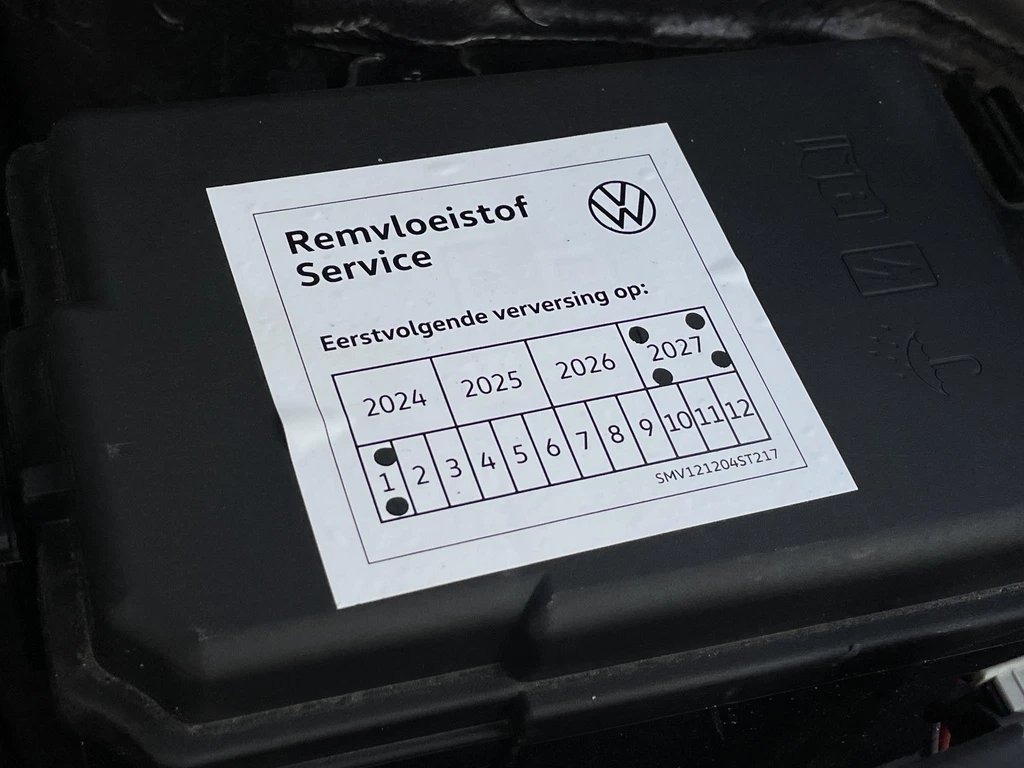 Remvloeistof
Service
Eerstvolgende verversing op:
2024 2025 2026 2027
1 2 3 4 5 6 7 8 9 10 11 12
SMV121204ST217